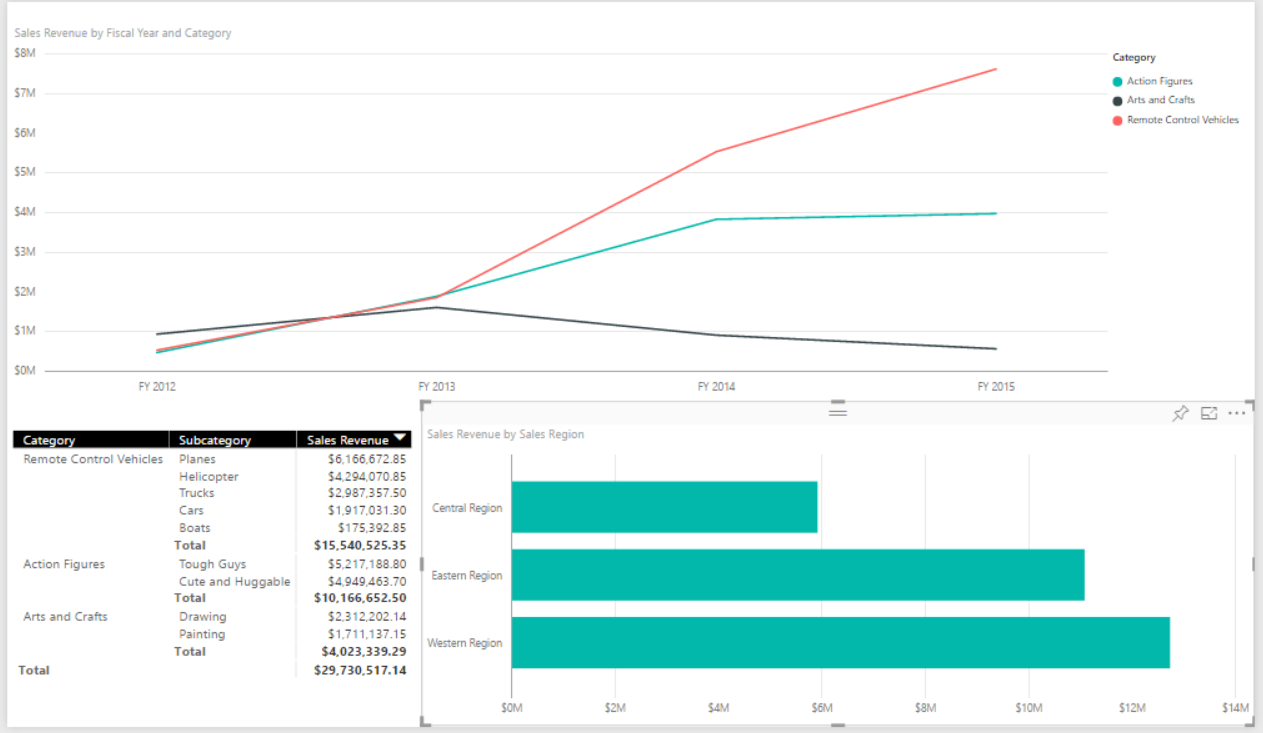 Sales Revenue by Fiscal Year and Category
$8M
$7M
$6M
$5M
$4M
$3M
$2M
$1M
$0M
FY 2012 FY 2013 FY 2014 FY 2015
Category
Action Figures
Arts and Crafts
Remote Control Vehicles
Category Subcategory Sales Revenue
Remote Control Vehicles Planes $6,166,672.85
Helicopter $4,294,070.85
Trucks $2,987,357.50
Cars $1,917,031.30
Boats $175,392.85
Total $15,540,525.35
Action Figures Tough Guys $5,217,188.80
Cute and Huggable $4,949,463.70
Total $10,166,652.50
Arts and Crafts Drawing $2,312,202.14
Painting $1,711,137.15
Total $4,023,339.29
Total $29,730,517.14
Sales Revenue by Sales Region
Central Region
Eastern Region
Western Region
$0M $2M $4M $6M $8M $10M $12M $14M